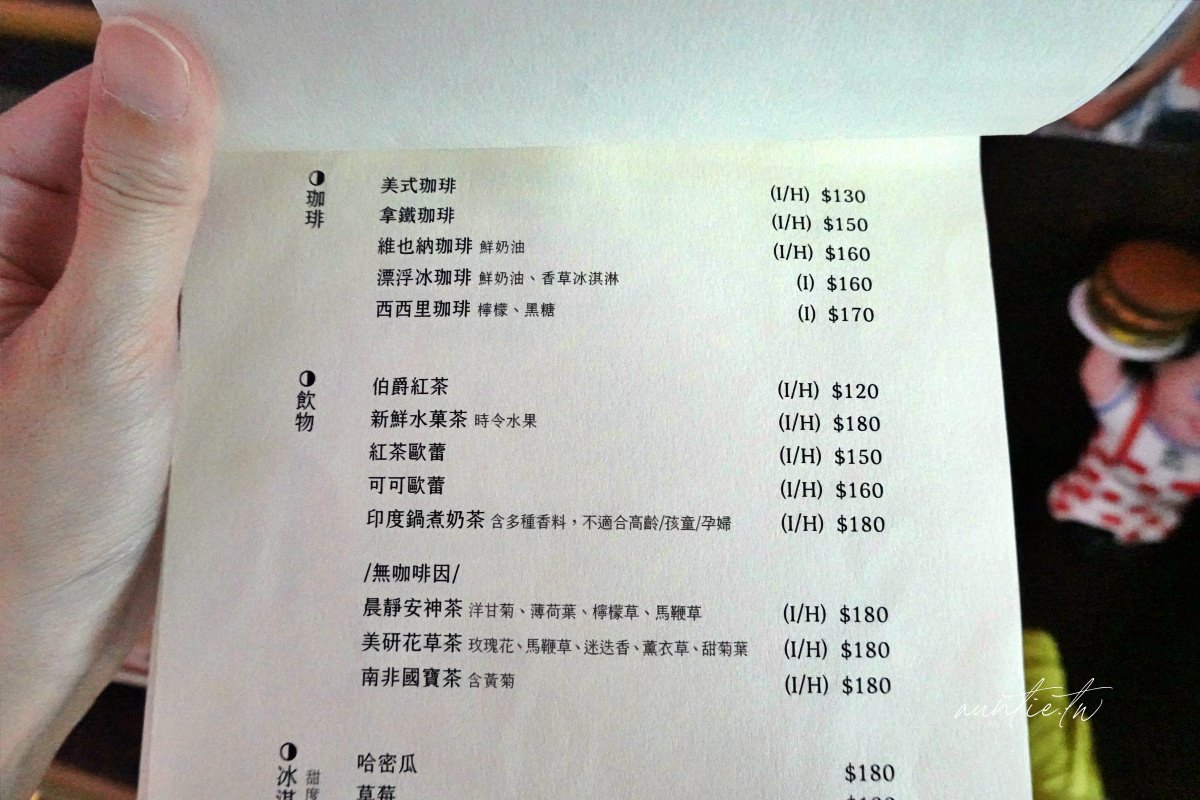 ◑珈琲
美式珈琲 (I/H) $130
拿鐵珈琲 (I/H) $150
維也納珈琲 鮮奶油 (I/H) $160
漂浮冰珈琲 鮮奶油、香草冰淇淋 (I) $160
西西里珈琲 檸檬、黑糖 (I) $170
◑飲物
伯爵紅茶 (I/H) $120
新鮮水菓茶 時令水果 (I/H) $180
紅茶歐蕾 (I/H) $150
可可歐蕾 (I/H) $160
印度鍋煮奶茶 含多種香料，不適合高齡/孩童/孕婦 (I/H) $180
/無咖啡因/
晨靜安神茶 洋甘菊、薄荷葉、檸檬草、馬鞭草 (I/H) $180
美研花草茶 玫瑰花、馬鞭草、迷迭香、薰衣草、甜菊葉 (I/H) $180
南非國寶茶 含黃菊 (I/H) $180
◑冰淇
甜度
哈密瓜 $180
草莓
auntie.tw